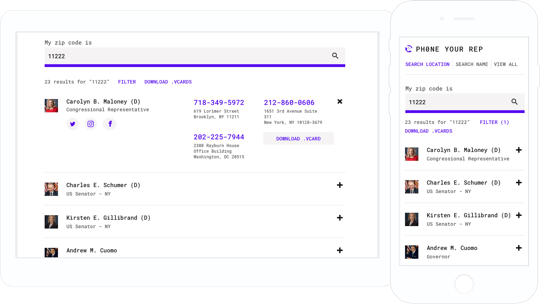 My zip code is
11222
23 results for "11222" FILTER DOWNLOAD .VCARDS
Carolyn B. Maloney (D)
Congressional Representative
718-349-5972
619 Lorimer Street
Brooklyn, NY 11211
212-860-0606
1651 3rd Avenue Suite
311
New York, NY 10128-3679
202-225-7944
2308 Rayburn House
Office Building
Washington, DC 20515
DOWNLOAD .VCARD
Charles E. Schumer (D)
US Senator - NY
Kirsten E. Gillibrand (D)
US Senator - NY
Andrew M. Cuomo
PH0NE YOUR REP
SEARCH LOCATION SEARCH NAME VIEW ALL
My zip code is
11222
23 results for "11222" FILTER (1)
DOWNLOAD .VCARDS
Carolyn B. Maloney (D)
Congressional Representative
Charles E. Schumer (D)
US Senator - NY
Kirsten E. Gillibrand (D)
US Senator - NY
Andrew M. Cuomo
Governor